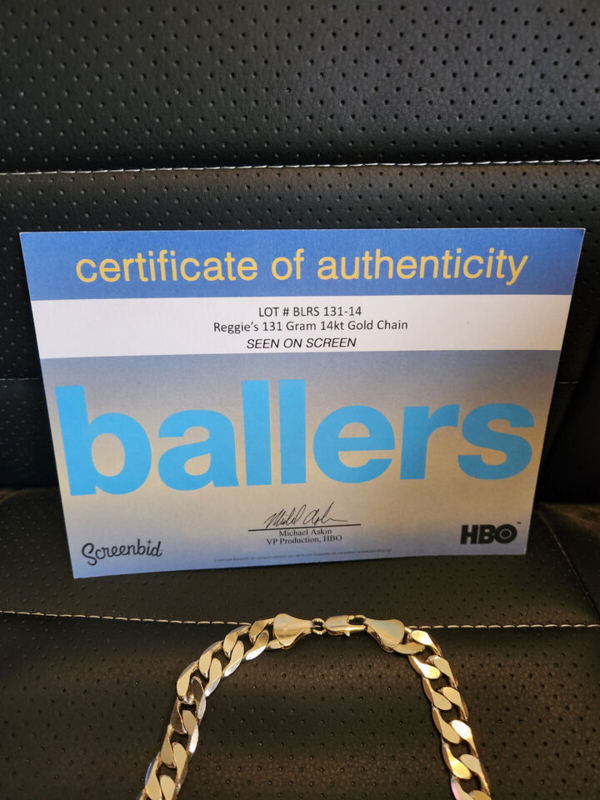 certificate of authenticity
LOT # BLRS 131-14
Reggie's 131 Gram 14kt Gold Chain
SEEN ON SCREEN
ballers
Michael Askin
VP Production, HBO
Screenbid
HBO